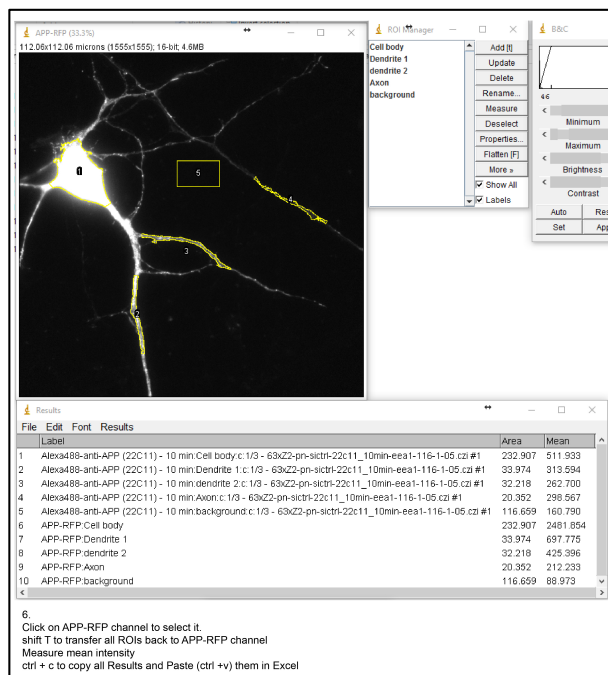 APP-RFP (33.3%)
112.06x112.06 microns (1555x1555); 16-bit; 4.6MB
5
4
3
2
ROI Manager
Cell body
Dendrite 1
dendrite 2
Axon
background
Add [t]
Update
Delete
Rename...
Measure
Deselect
Properties...
Flatten [F]
More »
Show All
Labels
B&C
Minimum
Maximum
Brightness
Contrast
Auto
Res
Set
App
Results
File Edit Font Results
Label Area Mean
1 Alexa488-anti-APP (22C11) - 10 min:Cell body:c:1/3 - 63xZ2-pn-sictrl-22c11_10min-eea1-116-1-05.czi #1 232.907 511.933
2 Alexa488-anti-APP (22C11) - 10 min:Dendrite 1:c:1/3 - 63xZ2-pn-sictrl-22c11_10min-eea1-116-1-05.czi #1 33.974 313.594
3 Alexa488-anti-APP (22C11) - 10 min:dendrite 2:c:1/3 - 63xZ2-pn-sictrl-22c11_10min-eea1-116-1-05.czi #1 32.218 262.700
4 Alexa488-anti-APP (22C11) - 10 min:Axon:c:1/3 - 63xZ2-pn-sictrl-22c11_10min-eea1-116-1-05.czi #1 20.352 298.567
5 Alexa488-anti-APP (22C11) - 10 min:background:c:1/3 - 63xZ2-pn-sictrl-22c11_10min-eea1-116-1-05.czi #1 116.659 160.790
6 APP-RFP:Cell body 232.907 2481.854
7 APP-RFP:Dendrite 1 33.974 697.775
8 APP-RFP:dendrite 2 32.218 425.396
9 APP-RFP:Axon 20.352 212.233
10 APP-RFP:background 116.659 88.973
6.
Click on APP-RFP channel to select it.
shift T to transfer all ROIs back to APP-RFP channel
Measure mean intensity
ctrl + c to copy all Results and Paste (ctrl +v) them in Excel